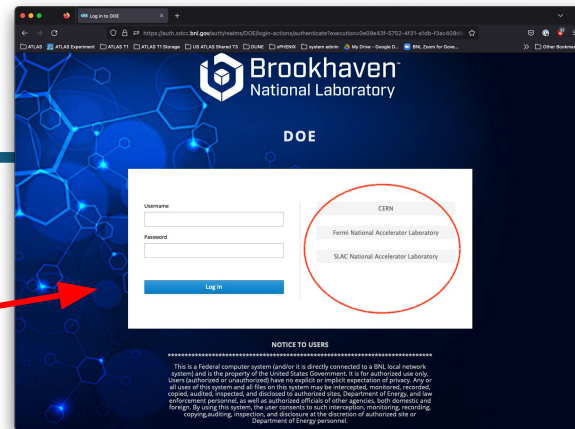 Log in to DOE
https://auth.sdcc.bnl.gov/auth/realms/DOE/login-actions/authenticate?execution=0e09e43f-5752-4f31-e1db-f3ac409d
ATLAS ATLAS Experiment ATLAS T1 ATLAS T1 Storage US ATLAS Shared T3 DUNE sPHENIX system admin My Drive - Google D... BNL Zoom for Gove... Other Bookmar
Brookhaven™
National Laboratory
DOE
Username
Password
Log In
CERN
Fermi National Accelerator Laboratory
SLAC National Accelerator Laboratory
NOTICE TO USERS
**********************************************************************************
This is a Federal computer system (and/or it is directly connected to a BNL local network
system) and is the property of the United States Government. It is for authorized use only.
Users (authorized or unauthorized) have no explicit or implicit expectation of privacy. Any or
all uses of this system and all files on this system may be intercepted, monitored, recorded,
copied, audited, inspected, and disclosed to authorized sites, Department of Energy, and law
enforcement personnel, as well as authorized officials of other agencies, both domestic and
foreign. By using this system, the user consents to such interception, monitoring, recording,
copying,auditing, inspection, and disclosure at the discretion of authorized site or
Department of Energy personnel.